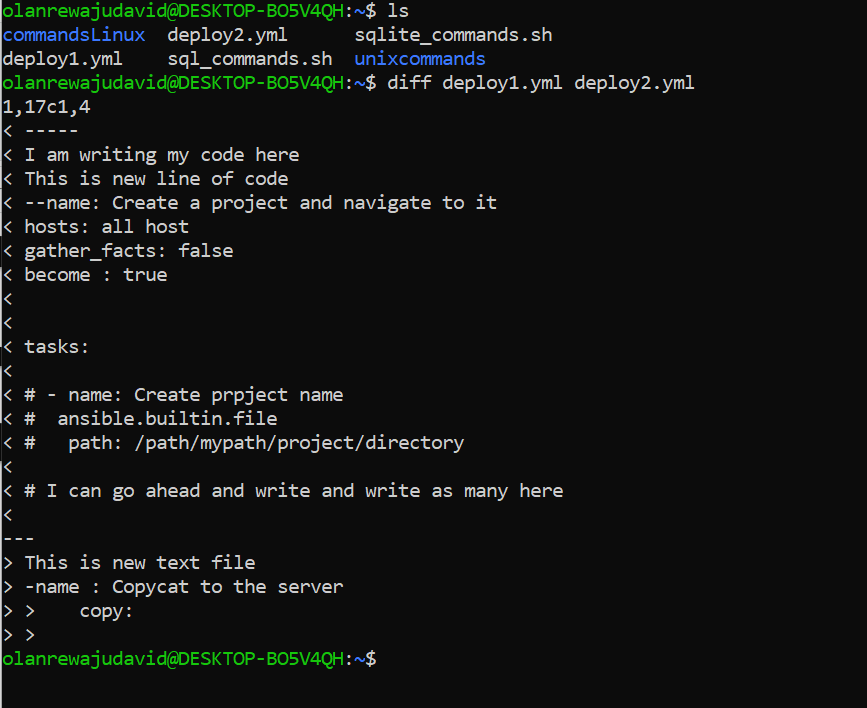 olanrewajudavid@DESKTOP-BO5V4QH:~$ ls
commandsLinux  deploy2.yml      sqlite_commands.sh
deploy1.yml    sql_commands.sh  unixcommands
olanrewajudavid@DESKTOP-BO5V4QH:~$ diff deploy1.yml deploy2.yml
1,17c1,4
< -----
< I am writing my code here
< This is new line of code
< --name: Create a project and navigate to it
< hosts: all host
< gather_facts: false
< become : true
<
<
< tasks:
<
< # - name: Create prpject name
< #  ansible.builtin.file
< #   path: /path/mypath/project/directory
<
< # I can go ahead and write and write as many here
<
---
> This is new text file
> -name : Copycat to the server
> >    copy:
> >
olanrewajudavid@DESKTOP-BO5V4QH:~$